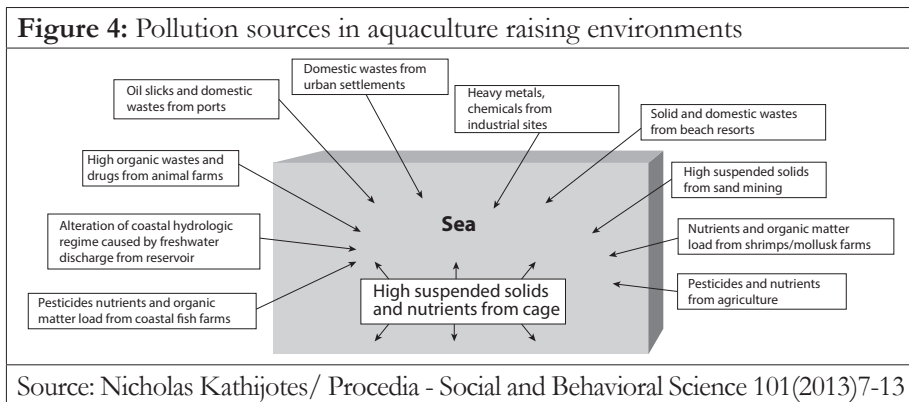 Figure 4: Pollution sources in aquaculture raising environments
Domestic wastes from
urban settlements
Oil slicks and domestic
wastes from ports
Heavy metals,
chemicals from
industrial sites
Solid and domestic wastes
from beach resorts
High organic wastes and
drugs from animal farms
High suspended solids
from sand mining
Sea
Alteration of coastal hydrologic
regime caused by freshwater
discharge from reservoir
Nutrients and organic matter
load from shrimps/mollusk farms
Pesticides nutrients and organic
matter load from coastal fish farms
High suspended solids
and nutrients from cage
Pesticides and nutrients
from agriculture
Source: Nicholas Kathijotes/ Procedia - Social and Behavioral Science 101(2013)7-13